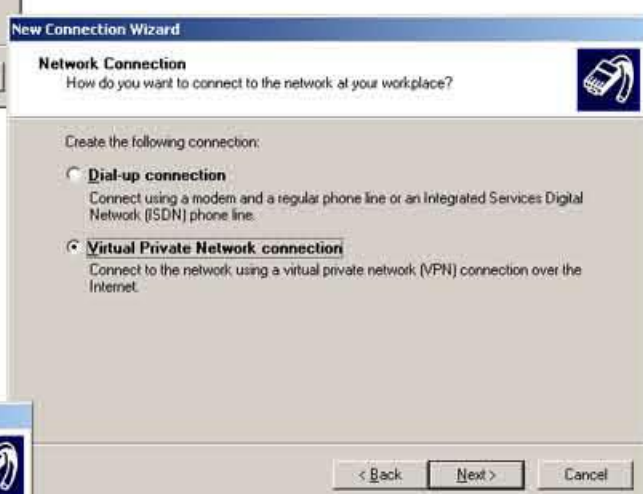 New Connection Wizard
Network Connection
How do you want to connect to the network at your workplace?
Create the following connection:
Dial-up connection
Connect using a modem and a regular phone line or an Integrated Services Digital
Network (ISDN) phone line.
Virtual Private Network connection
Connect to the network using a virtual private network (VPN) connection over the
Internet.
< Back Next > Cancel